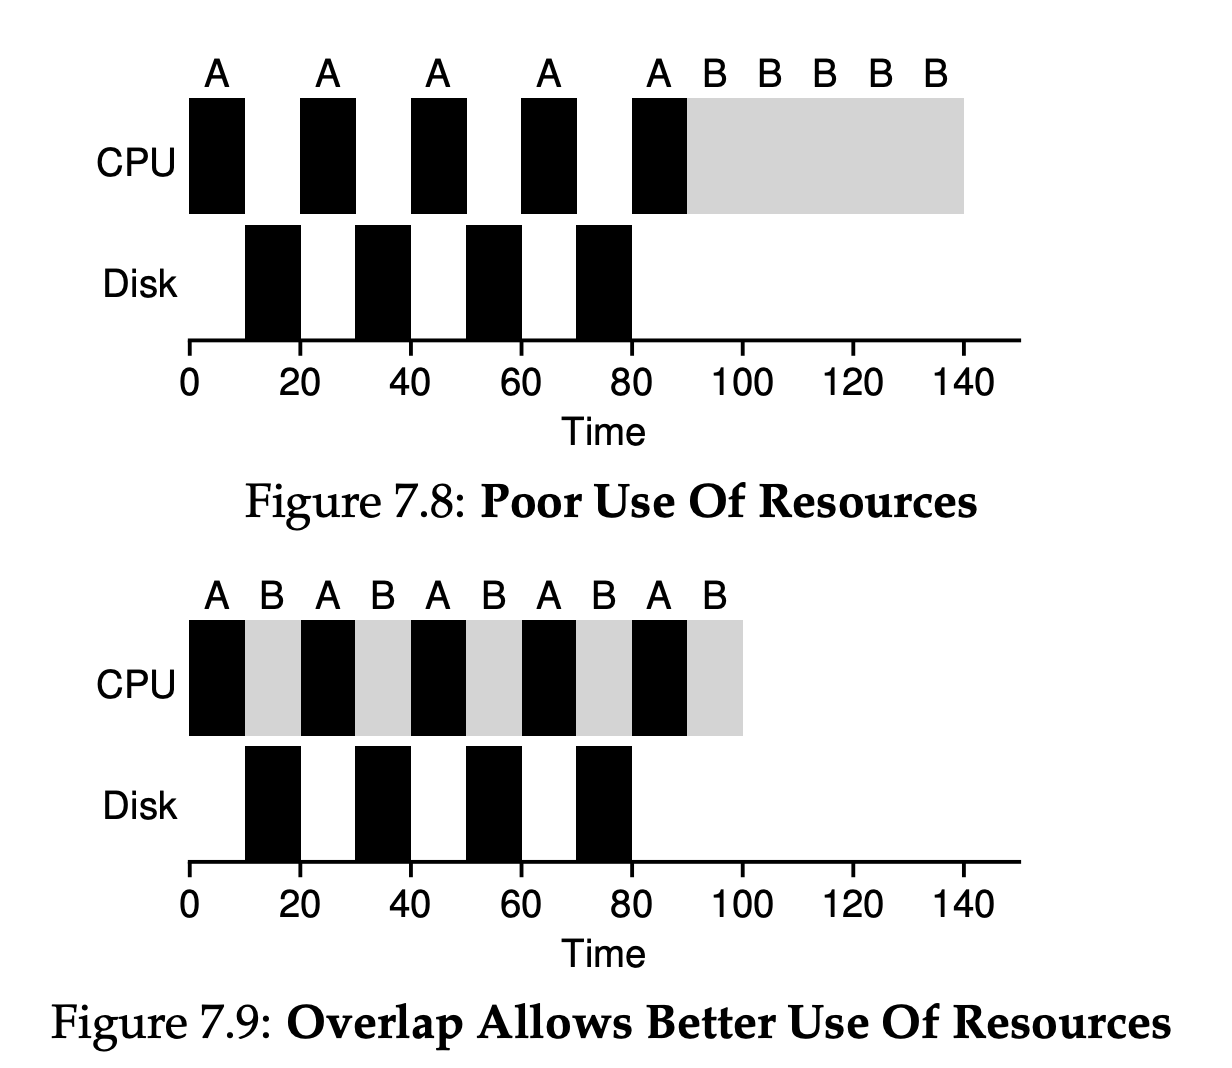 A A A A A B B B B B
CPU
Disk
0 20 40 60 80 100 120 140
Time
Figure 7.8: Poor Use Of Resources
A B A B A B A B A B
CPU
Disk
0 20 40 60 80 100 120 140
Time
Figure 7.9: Overlap Allows Better Use Of Resources